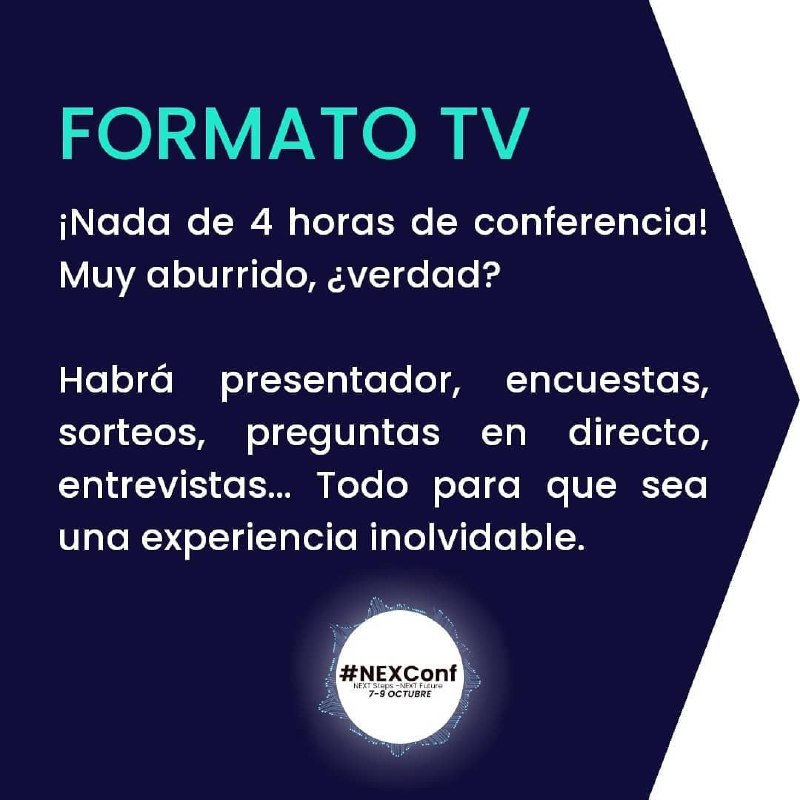 FORMATO TV
¡Nada de 4 horas de conferencia!
Muy aburrido, ¿verdad?
Habrá presentador, encuestas,
sorteos, preguntas en directo,
entrevistas... Todo para que sea
una experiencia inolvidable.
#NEXConf
NEXT Steps -NEXT Future
7-9 OCTUBRE